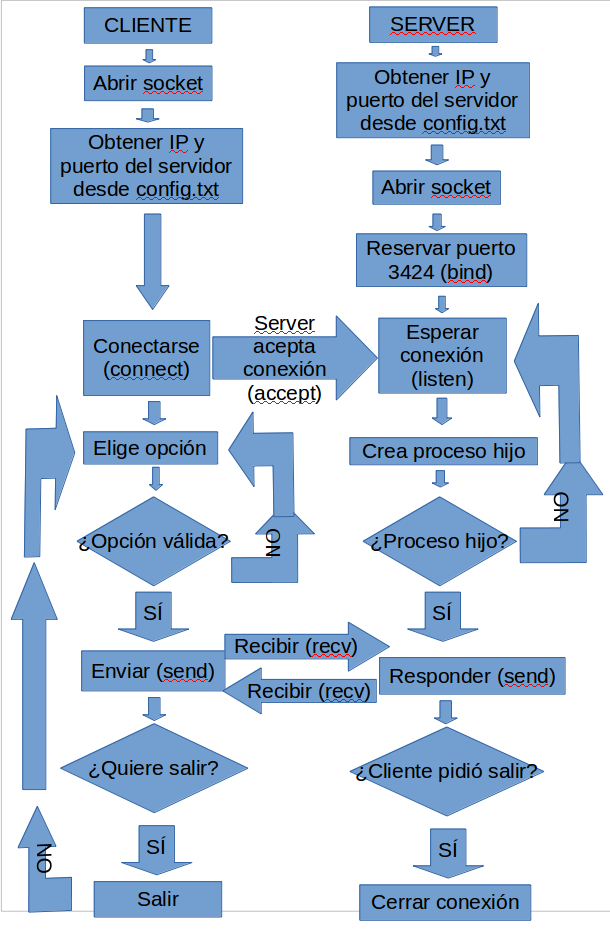 CLIENTE
Abrir socket
Obtener IP y
puerto del servidor
desde config.txt
Conectarse
(connect)
Elige opción
¿Opción válida?
NO
SÍ
Enviar (send)
¿Quiere salir?
NO
SÍ
Salir
Server
acepta
conexión
(accept)
Recibir (recv)
Recibir (recv)
SERVER
Obtener IP y
puerto del servidor
desde config.txt
Abrir socket
Reservar puerto
3424 (bind)
Esperar
conexión
(listen)
Crea proceso hijo
¿Proceso hijo?
NO
SÍ
Responder (send)
¿Cliente pidió salir?
SÍ
Cerrar conexión